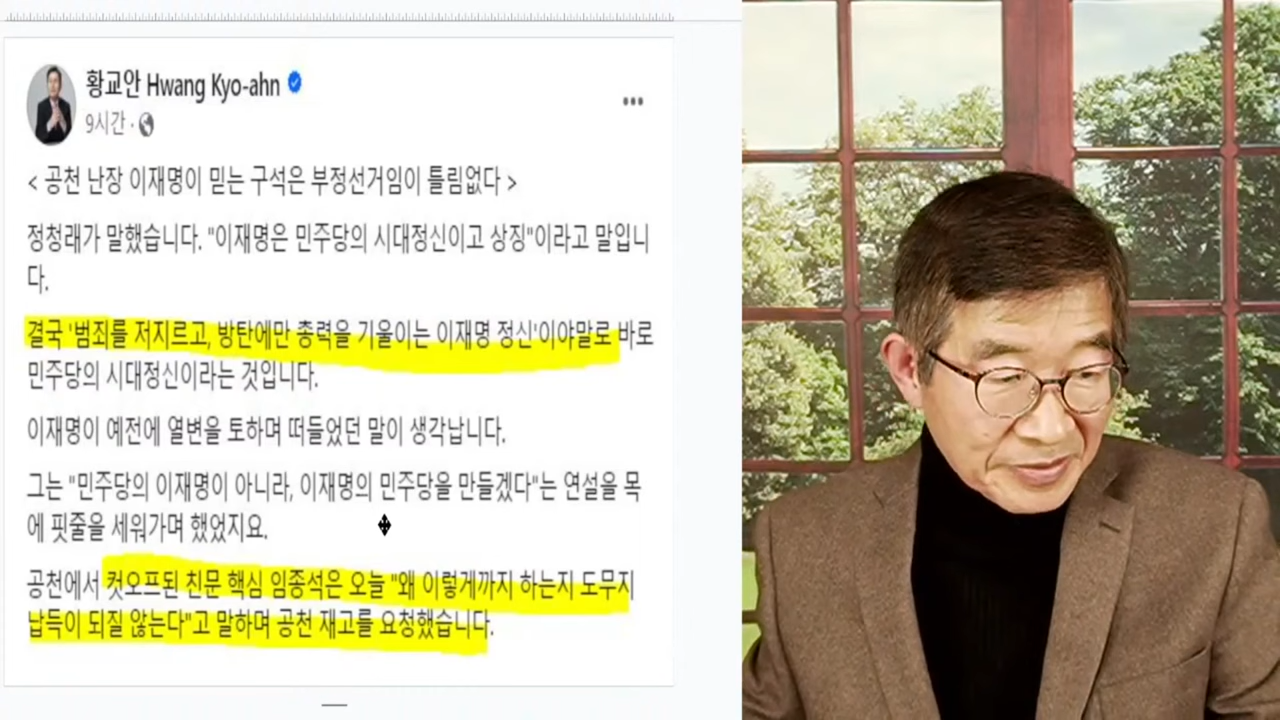 황교안 Hwang Kyo-ahn
9시간 ·
< 공천 난장 이재명이 믿는 구석은 부정선거임이 틀림없다 >
정청래가 말했습니다. "이재명은 민주당의 시대정신이고 상징"이라고 말입니
다.
결국 '범죄를 저지르고, 방탄에만 총력을 기울이는 이재명 정신'이야말로 바로
민주당의 시대정신이라는 것입니다.
이재명이 예전에 열변을 토하며 떠들었던 말이 생각납니다.
그는 "민주당의 이재명이 아니라, 이재명의 민주당을 만들겠다"는 연설을 목
에 핏줄을 세워가며 했었지요.
공천에서 컷오프된 친문 핵심 임종석은 오늘 "왜 이렇게까지 하는지 도무지
납득이 되질 않는다"고 말하며 공천 재고를 요청했습니다.